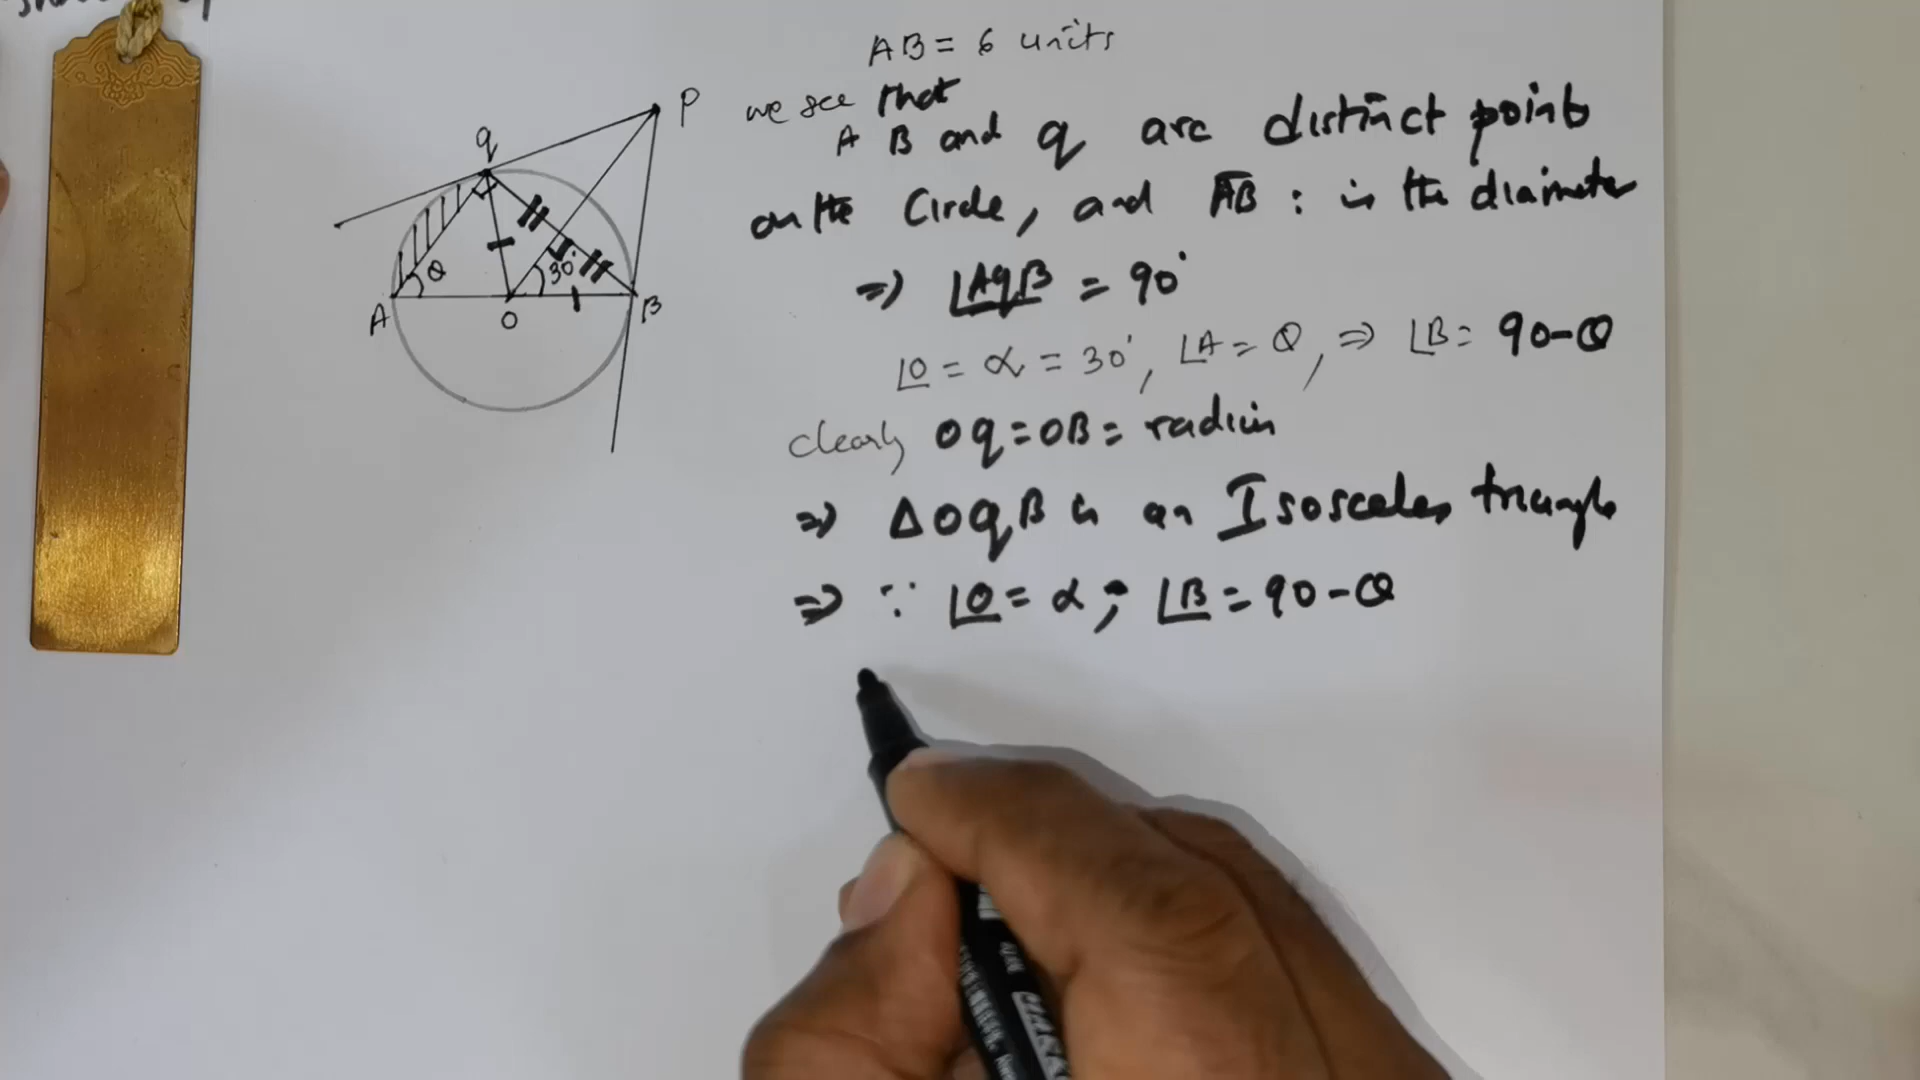 AB = 6 units
we see that
A B and q are distinct points
on the Circle, and AB : is the diameter
=> ∠AqB = 90°
∠O = α = 30°, ∠A = θ, => ∠B = 90-θ
clearly Oq = OB = radius
=> ΔOqB is an Isosceles triangle
=> ∵ ∠O = α ; ∠B = 90-θ
P
q
θ
30°
A
O
B